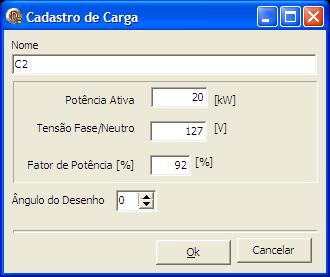 Cadastro de Carga
Nome
C2
Potência Ativa 20 [kW]
Tensão Fase/Neutro 127 [V]
Fator de Potência [%] 92 [%]
Ângulo do Desenho 0
Ok Cancelar